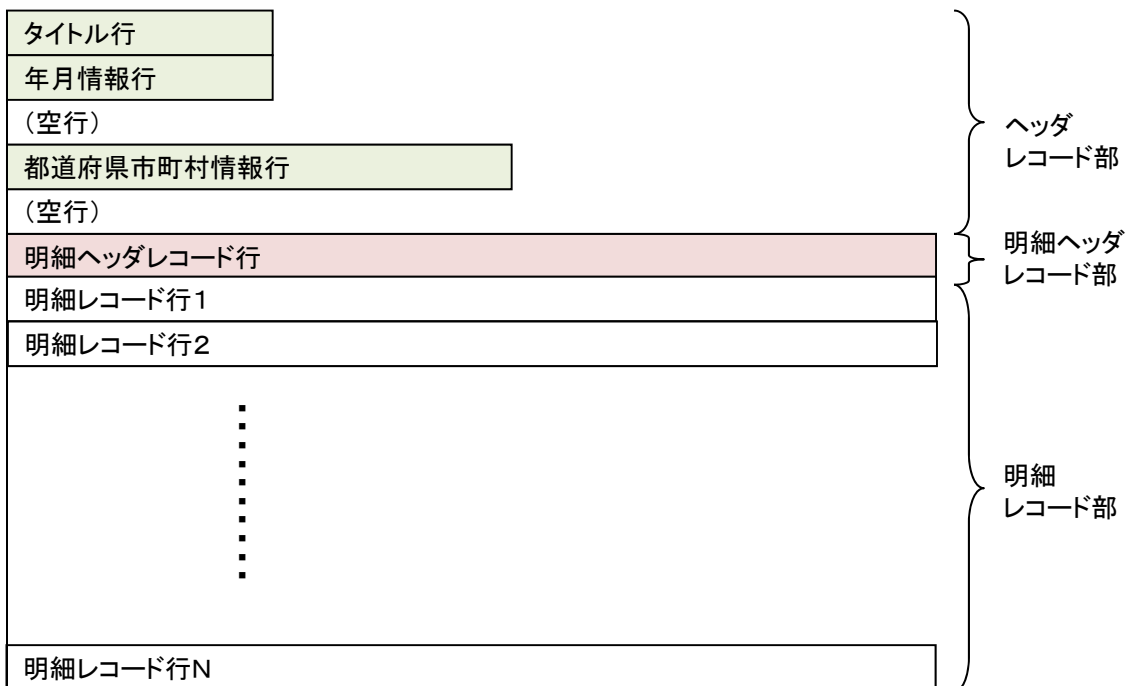 タイトル行
年月情報行
（空行）
都道府県市町村情報行
（空行）
ヘッダ
レコード部
明細ヘッダレコード行
明細ヘッダ
レコード部
明細レコード行１
明細レコード行２
明細
レコード部
明細レコード行Ｎ